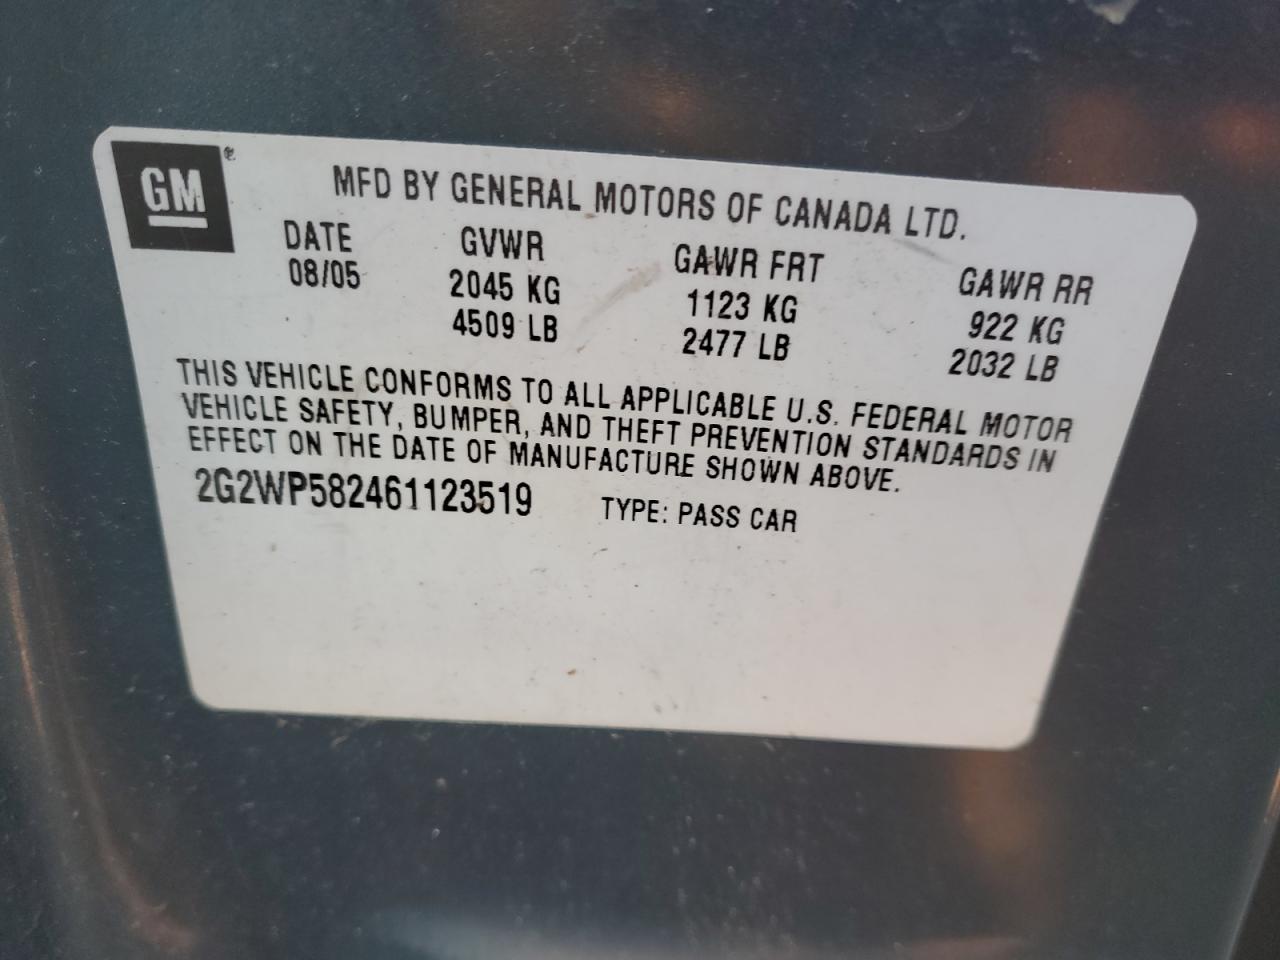 GM ®
MFD BY GENERAL MOTORS OF CANADA LTD.
DATE GVWR GAWR FRT GAWR RR
08/05 2045 KG 1123 KG 922 KG
4509 LB 2477 LB 2032 LB
THIS VEHICLE CONFORMS TO ALL APPLICABLE U.S. FEDERAL MOTOR
VEHICLE SAFETY, BUMPER, AND THEFT PREVENTION STANDARDS IN
EFFECT ON THE DATE OF MANUFACTURE SHOWN ABOVE.
2G2WP582461123519 TYPE: PASS CAR